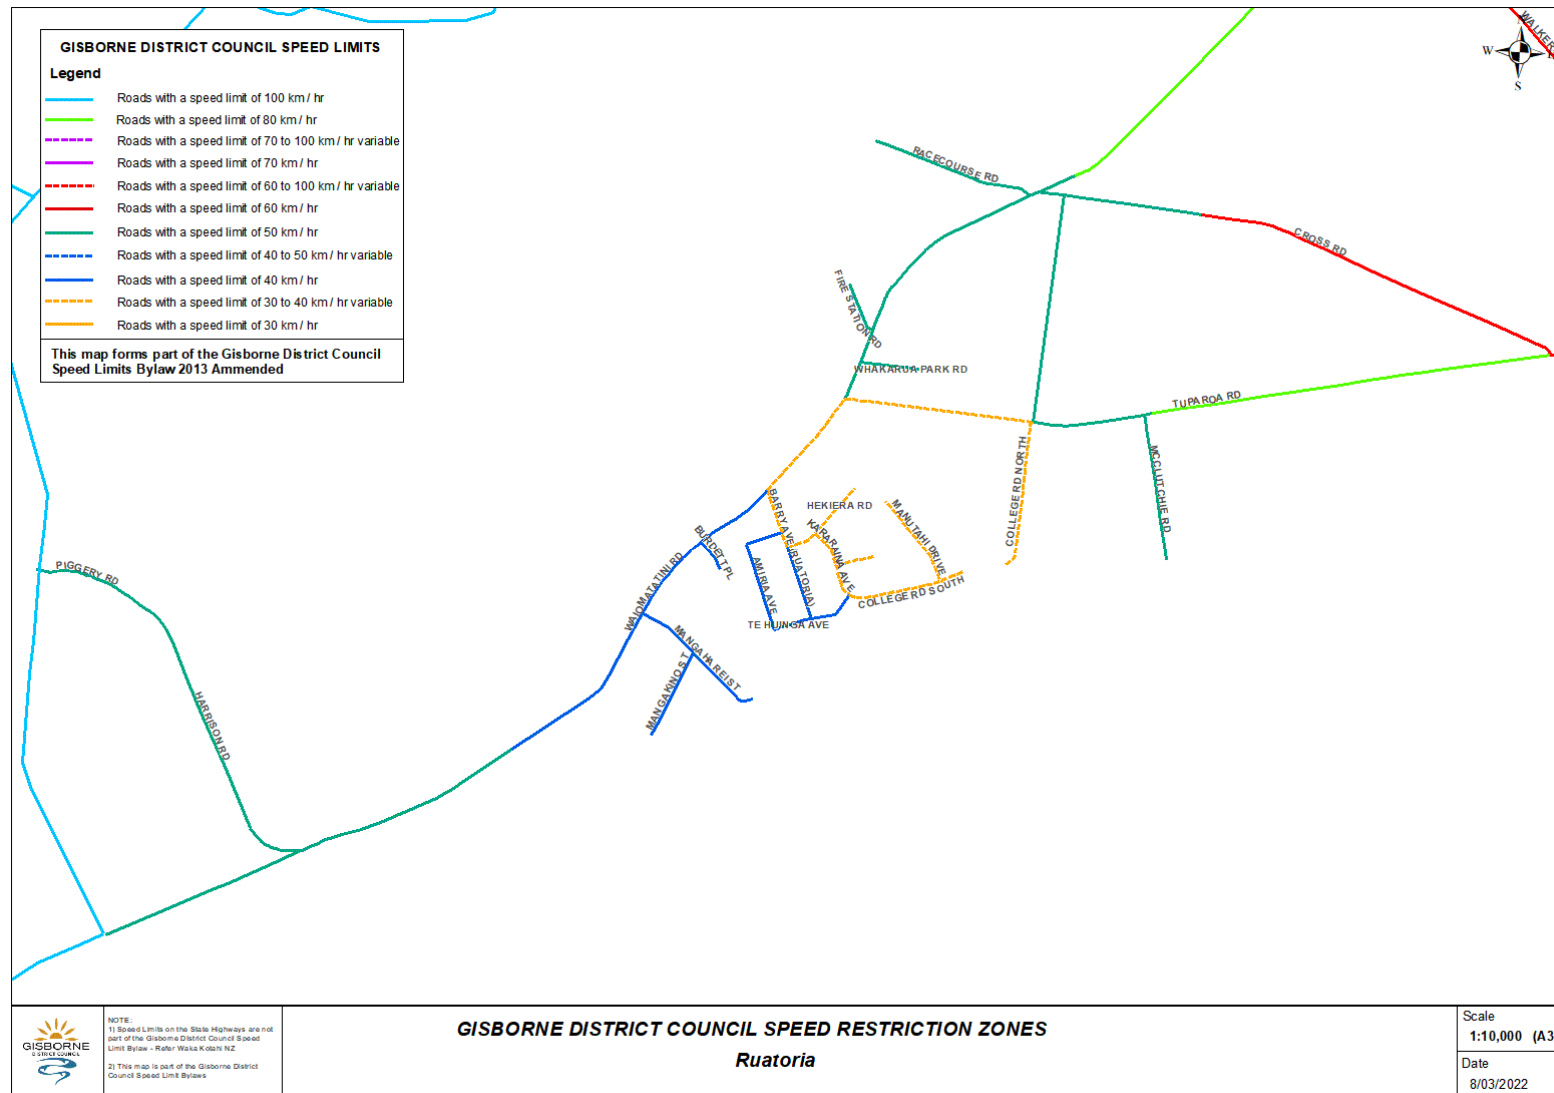 GISBORNE DISTRICT COUNCIL SPEED LIMITS
Legend
Roads with a speed limit of 100 km / hr
Roads with a speed limit of 80 km / hr
Roads with a speed limit of 70 to 100 km / hr variable
Roads with a speed limit of 70 km / hr
Roads with a speed limit of 60 to 100 km / hr variable
Roads with a speed limit of 60 km / hr
Roads with a speed limit of 50 km / hr
Roads with a speed limit of 40 to 50 km / hr variable
Roads with a speed limit of 40 km / hr
Roads with a speed limit of 30 to 40 km / hr variable
Roads with a speed limit of 30 km / hr
This map forms part of the Gisborne District Council
Speed Limits Bylaw 2013 Ammended
WALKER
W
S
RACECOURSE RD
CROSS RD
FIRE STATION RD
WHAKARUA PARK RD
TUPAROA RD
COLLEGE RD NORTH
MCCLUTCHIE RD
BARRY AVE (RUATORIA)
HEKIERA RD
KARARAINA AVE
MANUTAHI DRIVE
BURDETT PL
AMIRIA AVE
COLLEGE RD SOUTH
TE HUNGA AVE
WAIOMATATINI RD
MANGAHAREI ST
MANGAKINO ST
PIGGERY RD
HARRISON RD
GISBORNE
DISTRICT COUNCIL
NOTE:
1) Speed Limits on the State Highways are not
part of the Gisborne District Council Speed
Limit Bylaw - Refer Waka Kotahi NZ
2) This map is part of the Gisborne District
Council Speed Limit Bylaws
GISBORNE DISTRICT COUNCIL SPEED RESTRICTION ZONES
Ruatoria
Scale
1:10,000 (A3
Date
8/03/2022